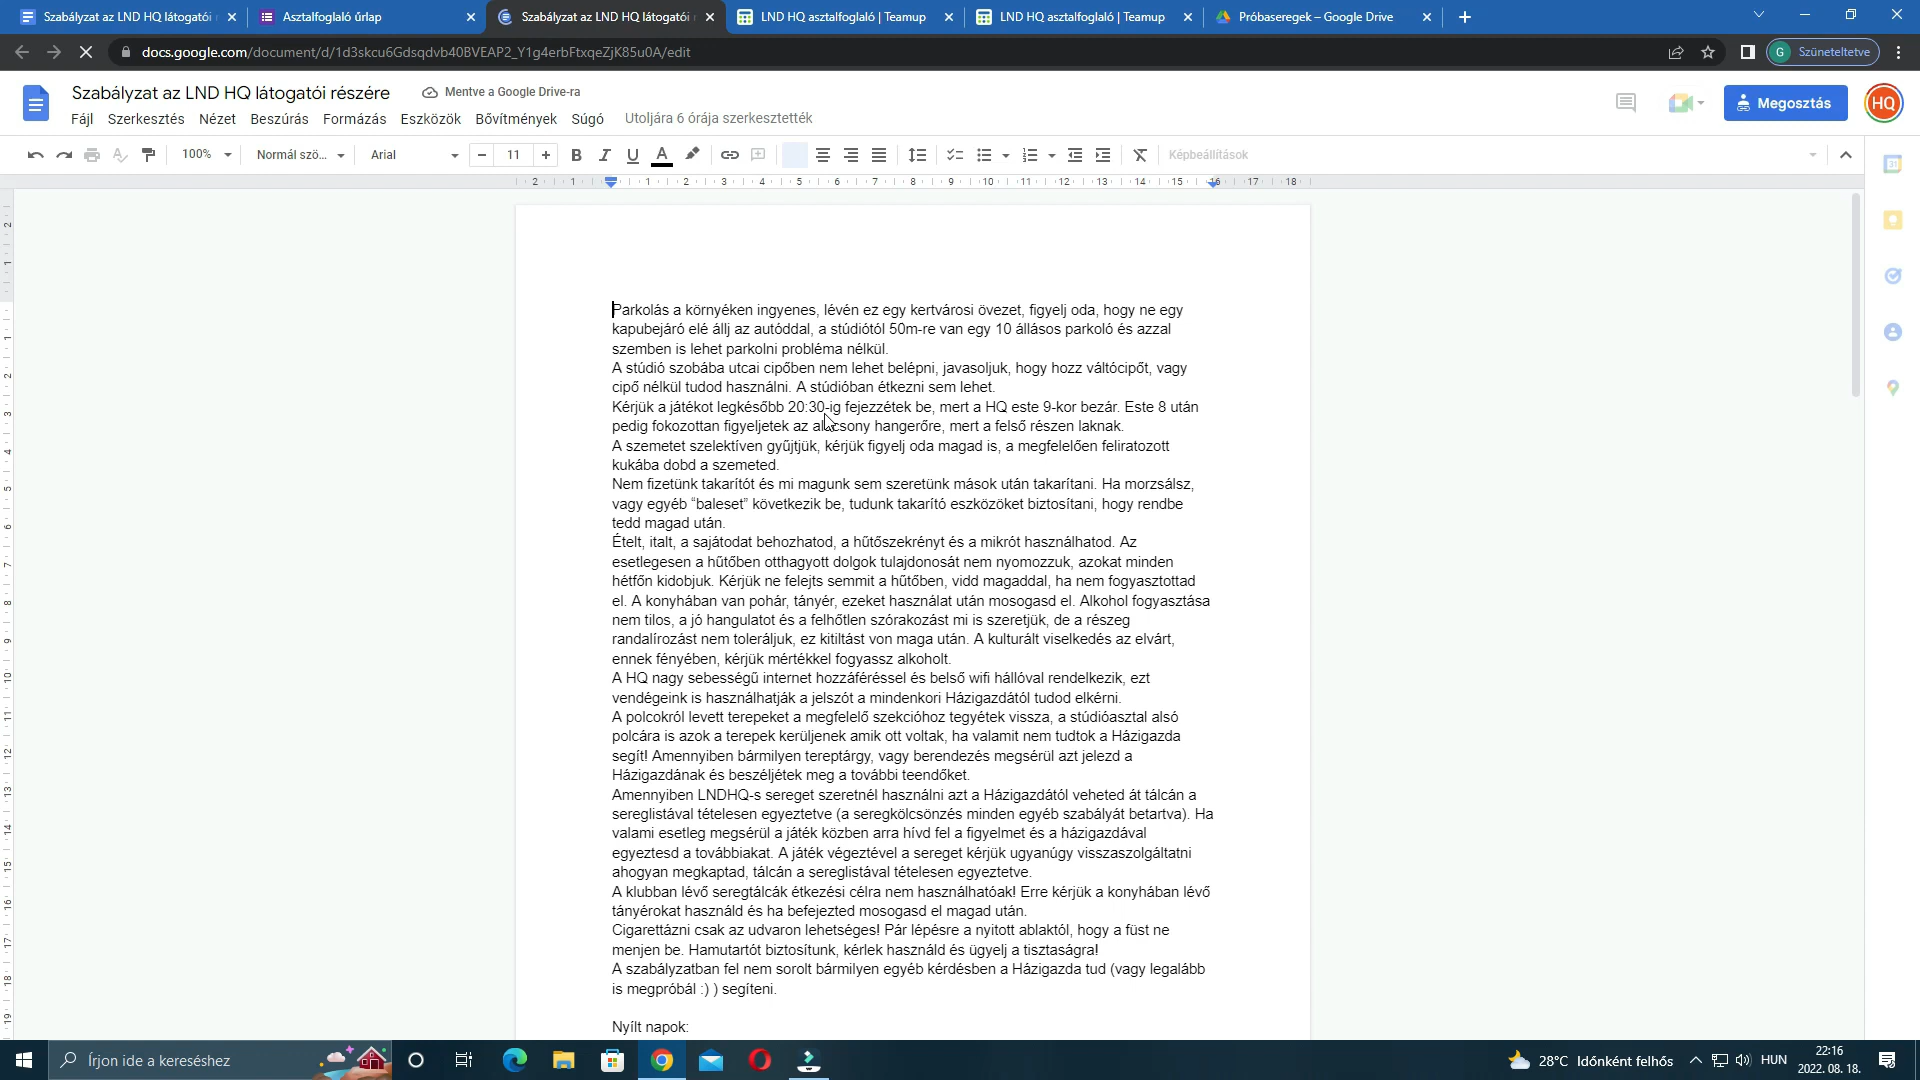 Szabályzat az LND HQ látogatói
Asztalfoglaló űrlap
Szabályzat az LND HQ látogatói
LND HQ asztalfoglaló | Teamup
LND HQ asztalfoglaló | Teamup
Próbaseregek – Google Drive
docs.google.com/document/d/1d3skcu6Gdsqdvb40BVEAP2_Y1g4erbFtxqeZjK85u0A/edit
G Szüneteltetve
Szabályzat az LND HQ látogatói részére
Mentve a Google Drive-ra
Megosztás
HQ
Fájl Szerkesztés Nézet Beszúrás Formázás Eszközök Bővítmények Súgó Utoljára 6 órája szerkesztették
100% Normál szö... Arial 11 Képbeállítások
2 1 1 2 3 4 5 6 7 8 9 10 11 12 13 14 15 16 17 18
Parkolás a környéken ingyenes, lévén ez egy kertvárosi övezet, figyelj oda, hogy ne egy
kapubejáró elé állj az autóddal, a stúdiótól 50m-re van egy 10 állásos parkoló és azzal
szemben is lehet parkolni probléma nélkül.
A stúdió szobába utcai cipőben nem lehet belépni, javasoljuk, hogy hozz váltócipőt, vagy
cipő nélkül tudod használni. A stúdióban étkezni sem lehet.
Kérjük a játékot legkésőbb 20:30-ig fejezzétek be, mert a HQ este 9-kor bezár. Este 8 után
pedig fokozottan figyeljetek az alacsony hangerőre, mert a felső részen laknak.
A szemetet szelektíven gyűjtjük, kérjük figyelj oda magad is, a megfelelően feliratozott
kukába dobd a szemeted.
Nem fizetünk takarítót és mi magunk sem szeretünk mások után takarítani. Ha morzsálsz,
vagy egyéb “baleset” következik be, tudunk takarító eszközöket biztosítani, hogy rendbe
tedd magad után.
Ételt, italt, a sajátodat behozhatod, a hűtőszekrényt és a mikrót használhatod. Az
esetlegesen a hűtőben otthagyott dolgok tulajdonosát nem nyomozzuk, azokat minden
hétfőn kidobjuk. Kérjük ne felejts semmit a hűtőben, vidd magaddal, ha nem fogyasztottad
el. A konyhában van pohár, tányér, ezeket használat után mosogasd el. Alkohol fogyasztása
nem tilos, a jó hangulatot és a felhőtlen szórakozást mi is szeretjük, de a részeg
randalírozást nem toleráljuk, ez kitiltást von maga után. A kulturált viselkedés az elvárt,
ennek fényében, kérjük mértékkel fogyassz alkoholt.
A HQ nagy sebességű internet hozzáféréssel és belső wifi hállóval rendelkezik, ezt
vendégeink is használhatják a jelszót a mindenkori Házigazdától tudod elkérni.
A polcokról levett terepeket a megfelelő szekcióhoz tegyétek vissza, a stúdióasztal alsó
polcára is azok a terepek kerüljenek amik ott voltak, ha valamit nem tudtok a Házigazda
segít! Amennyiben bármilyen tereptárgy, vagy berendezés megsérül azt jelezd a
Házigazdának és beszéljétek meg a további teendőket.
Amennyiben LNDHQ-s sereget szeretnél használni azt a Házigazdától veheted át tálcán a
sereglistával tételesen egyeztetve (a seregkölcsönzés minden egyéb szabályát betartva). Ha
valami esetleg megsérül a játék közben arra hívd fel a figyelmet és a házigazdával
egyeztesd a továbbiakat. A játék végeztével a sereget kérjük ugyanúgy visszaszolgáltatni
ahogyan megkaptad, tálcán a sereglistával tételesen egyeztetve.
A klubban lévő seregtálcák étkezési célra nem használhatóak! Erre kérjük a konyhában lévő
tányérokat használd és ha befejezted mosogasd el magad után.
Cigarettázni csak az udvaron lehetséges! Pár lépésre a nyitott ablaktól, hogy a füst ne
menjen be. Hamutartót biztosítunk, kérlek használd és ügyelj a tisztaságra!
A szabályzatban fel nem sorolt bármilyen egyéb kérdésben a Házigazda tud (vagy legalább
is megpróbál :) ) segíteni.
Nyílt napok:
Írjon ide a kereséshez
28°C Időnként felhős
HUN
22:16
2022. 08. 18.